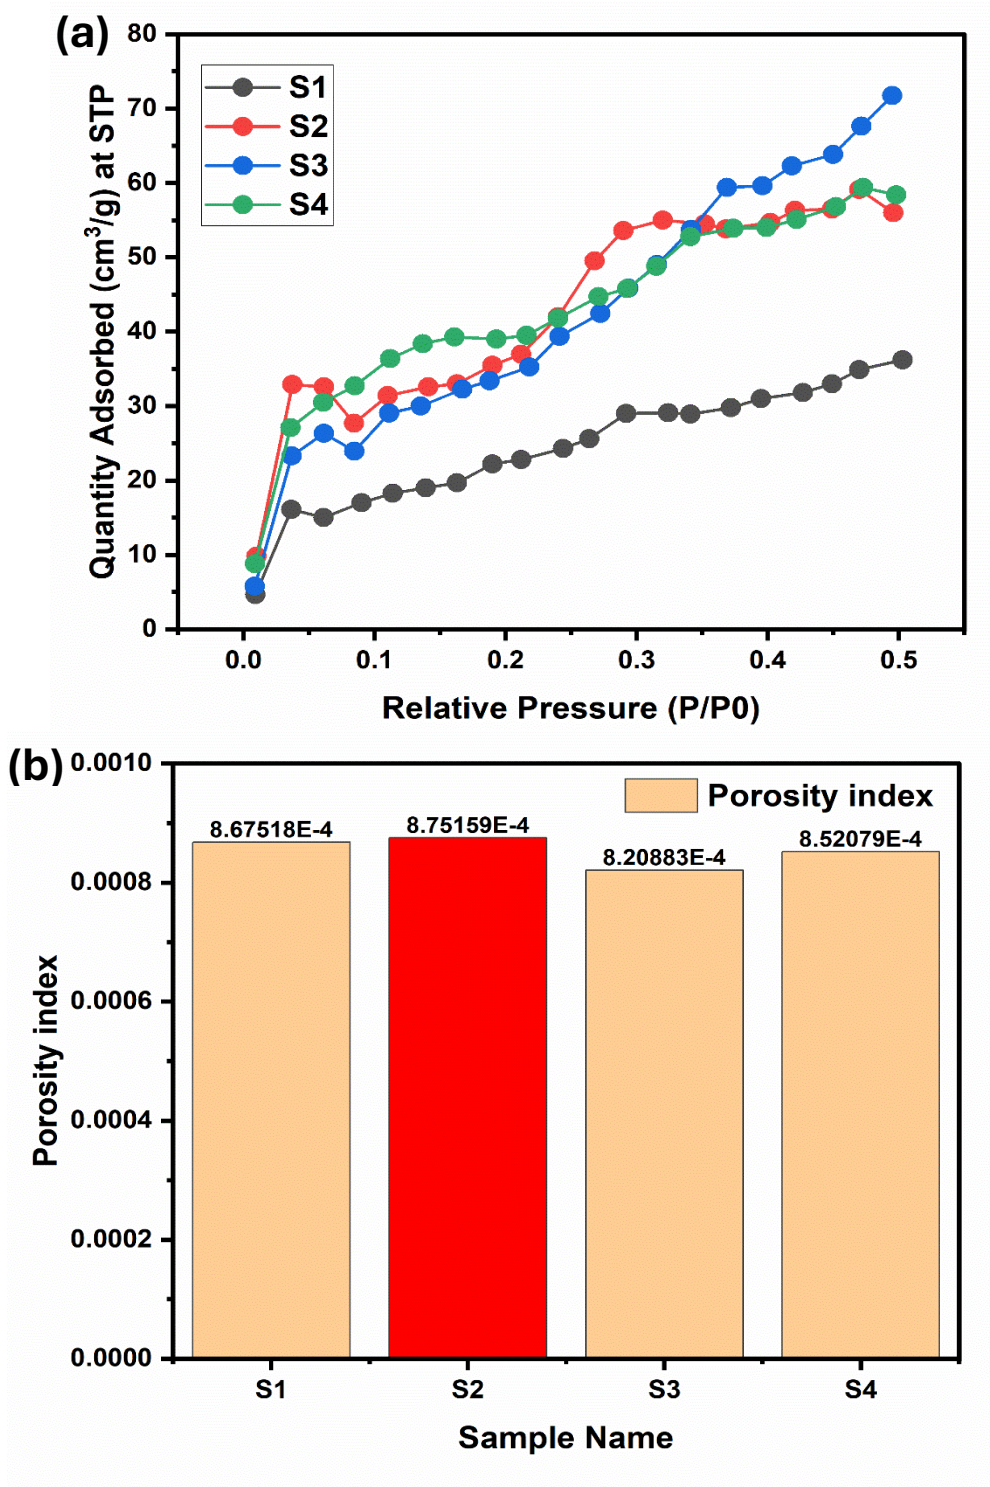 (a)
80
70
60
50
40
30
20
10
0
Quantity Adsorbed (cm³/g) at STP
S1
S2
S3
S4
0.0 0.1 0.2 0.3 0.4 0.5
Relative Pressure (P/P0)
(b)
0.0010
0.0008
0.0006
0.0004
0.0002
0.0000
Porosity index
Porosity index
8.67518E-4
8.75159E-4
8.20883E-4
8.52079E-4
S1 S2 S3 S4
Sample Name